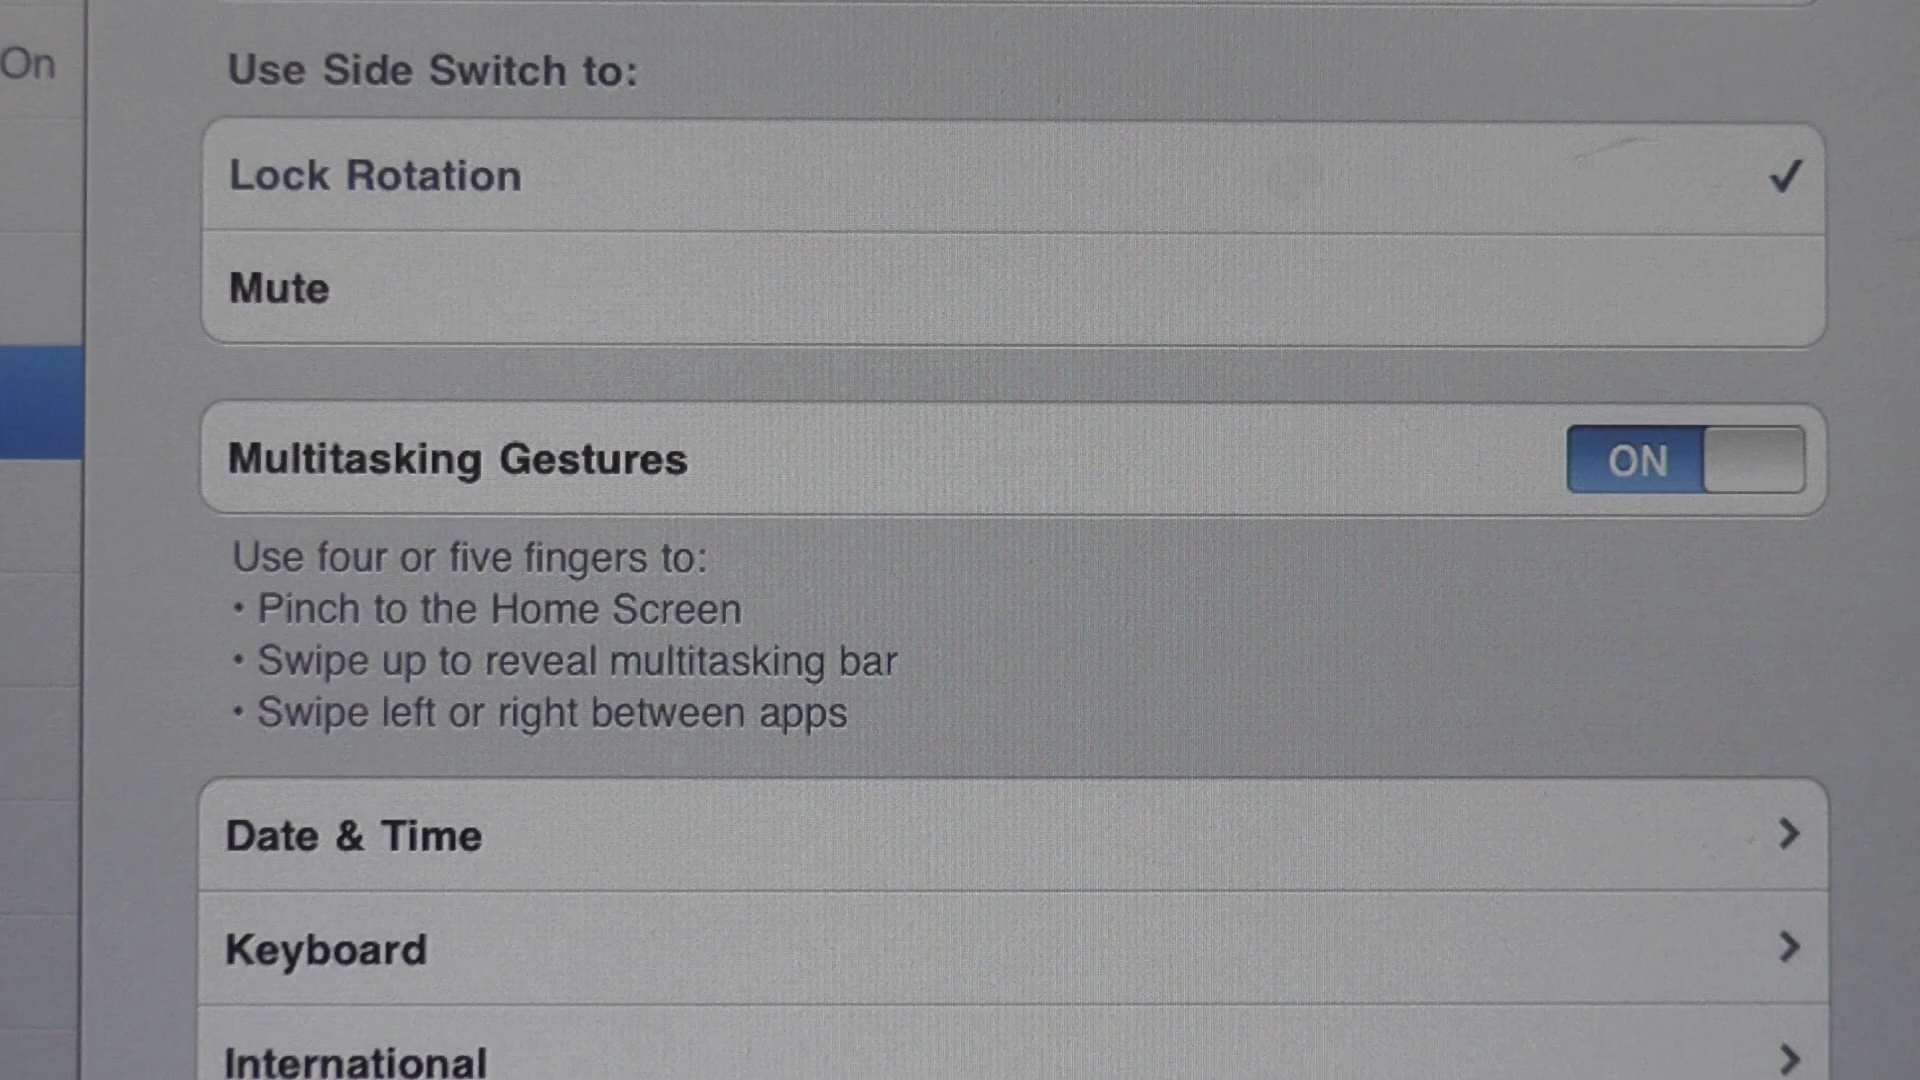 On
Use Side Switch to:
Lock Rotation ✓
Mute
Multitasking Gestures ON
Use four or five fingers to:
• Pinch to the Home Screen
• Swipe up to reveal multitasking bar
• Swipe left or right between apps
Date & Time
Keyboard
International